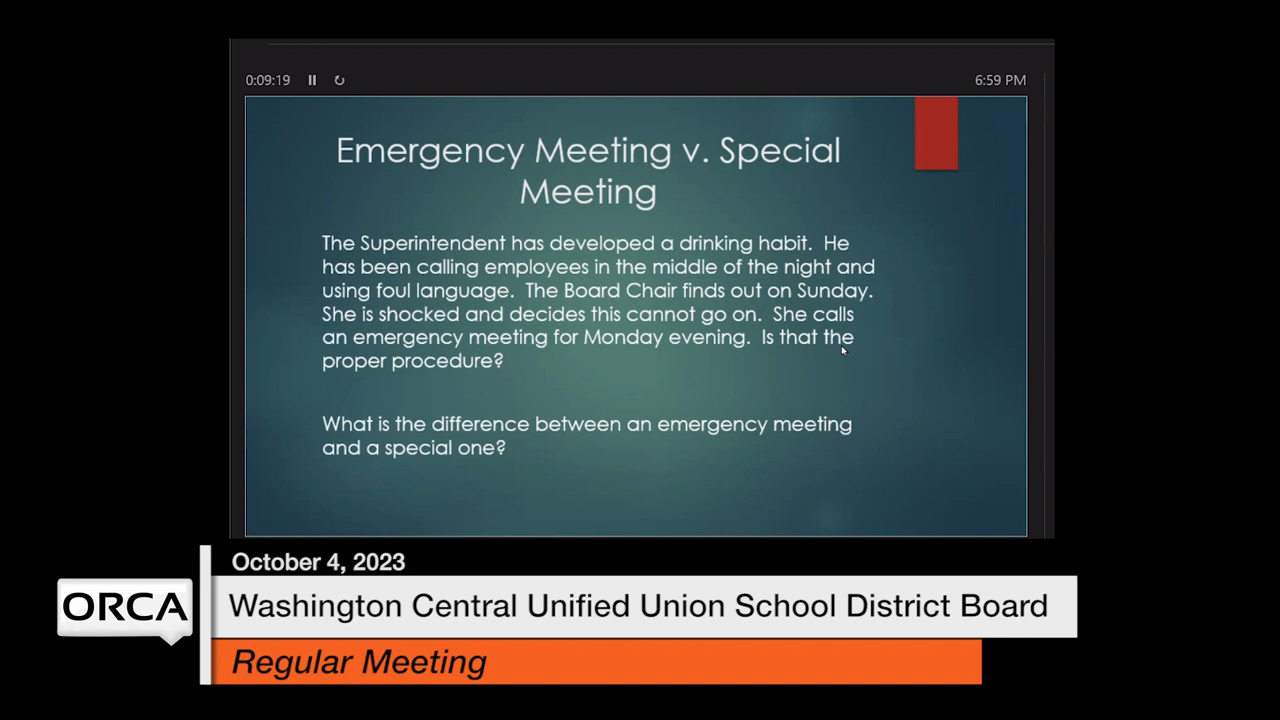 0:09:19
6:59 PM
Emergency Meeting v. Special
Meeting
The Superintendent has developed a drinking habit.  He
has been calling employees in the middle of the night and
using foul language.  The Board Chair finds out on Sunday.
She is shocked and decides this cannot go on.  She calls
an emergency meeting for Monday evening.  Is that the
proper procedure?
What is the difference between an emergency meeting
and a special one?
October 4, 2023
ORCA
Washington Central Unified Union School District Board
Regular Meeting